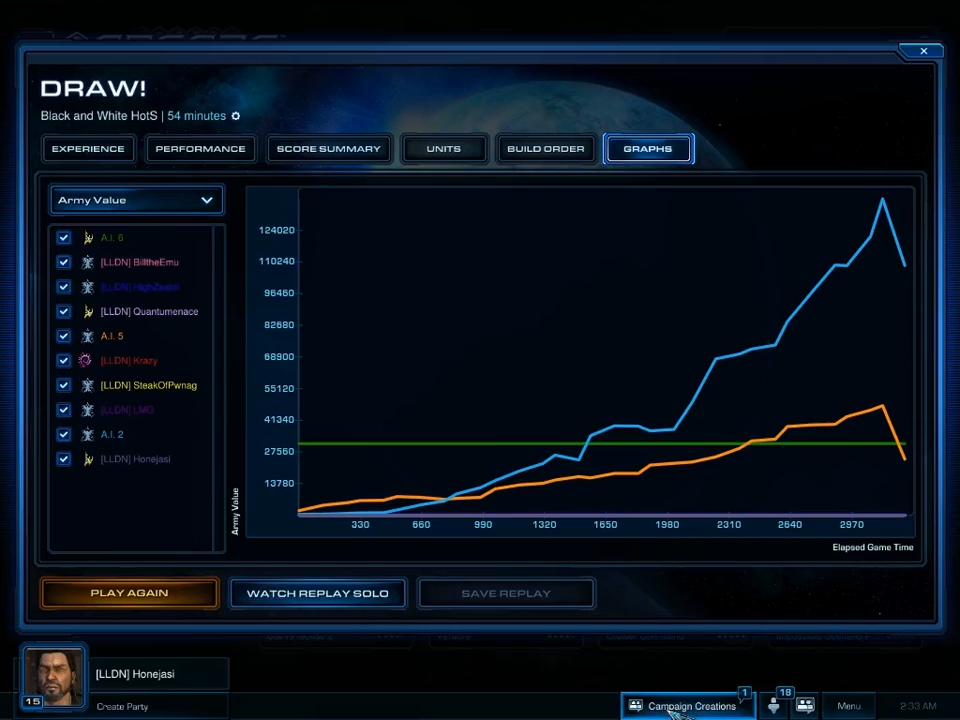 DRAW!
Black and White HotS | 54 minutes
EXPERIENCE
PERFORMANCE
SCORE SUMMARY
UNITS
BUILD ORDER
GRAPHS
Army Value
A.I. 6
[LLDN] BilltheEmu
[LLDN] Quantumenace
A.I. 5
[LLDN] Krazy
[LLDN] SteakOfPwnag
[LLDN] LMG
A.I. 2
[LLDN] Honejasi
124020
110240
96460
82680
68900
55120
41340
27560
13780
Army Value
330 660 990 1320 1650 1980 2310 2640 2970
Elapsed Game Time
PLAY AGAIN
WATCH REPLAY SOLO
SAVE REPLAY
[LLDN] Honejasi
15
Create Party
Campaign Creations
1
18
Menu
2:33 AM